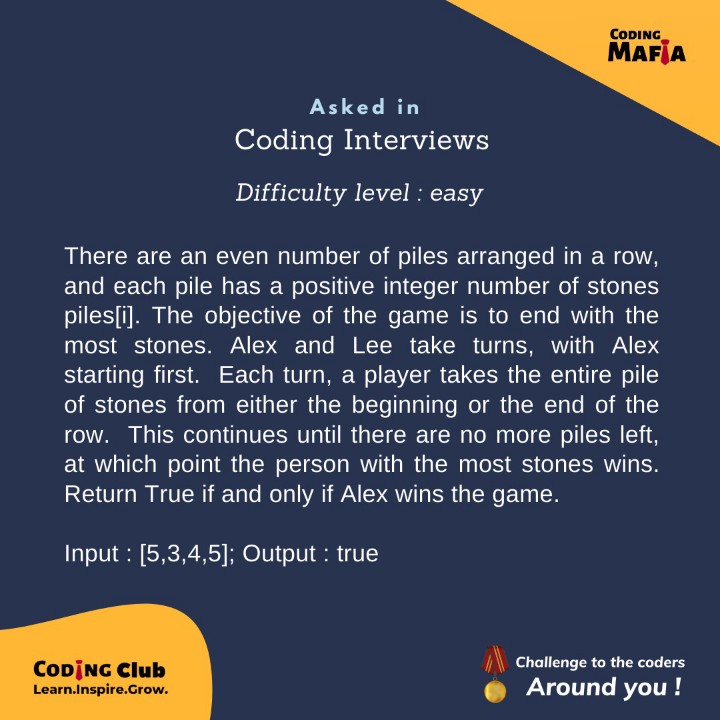 CODING
MAFIA
Asked in
Coding Interviews
Difficulty level : easy
There are an even number of piles arranged in a row,
and each pile has a positive integer number of stones
piles[i]. The objective of the game is to end with the
most stones. Alex and Lee take turns, with Alex
starting first. Each turn, a player takes the entire pile
of stones from either the beginning or the end of the
row. This continues until there are no more piles left,
at which point the person with the most stones wins.
Return True if and only if Alex wins the game.
Input : [5,3,4,5]; Output : true
CODING Club
Learn.Inspire.Grow.
Challenge to the coders
Around you !